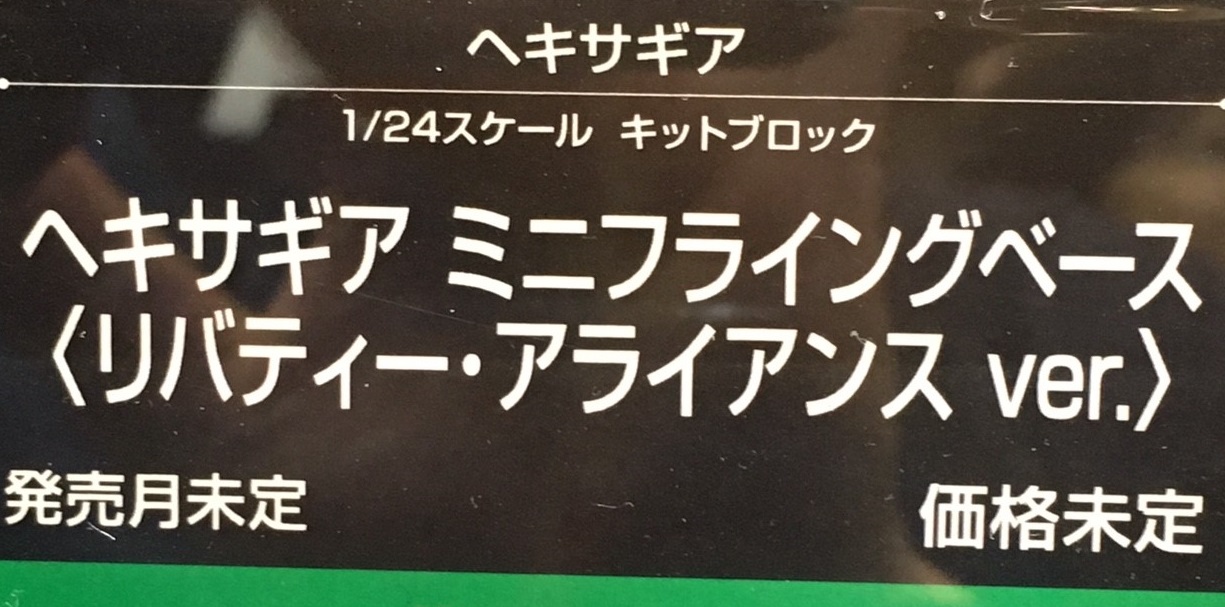 ヘキサギア
1/24スケール キットブロック
ヘキサギア ミニフライングベース
〈リバティー・アライアンス ver.〉
発売月未定 価格未定